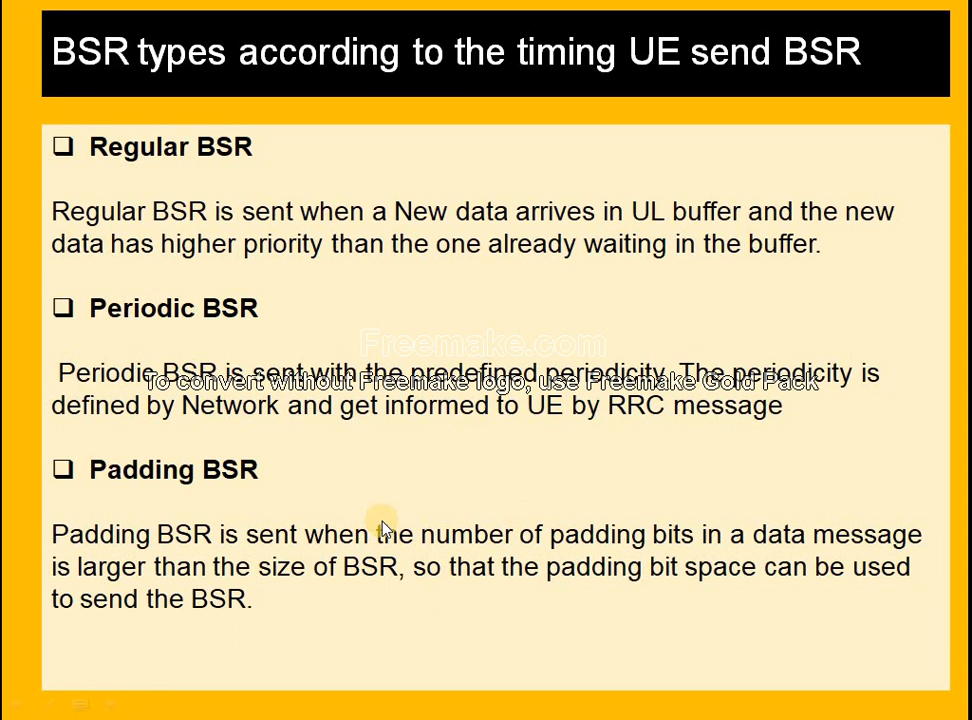 BSR types according to the timing UE send BSR
❑ Regular BSR
Regular BSR is sent when a New data arrives in UL buffer and the new
data has higher priority than the one already waiting in the buffer.
❑ Periodic BSR
Freemake.com
Periodic BSR is sent with the predefined periodicity. The periodicity is
To convert without Freemake logo, use Freemake Gold Pack
defined by Network and get informed to UE by RRC message
❑ Padding BSR
Padding BSR is sent when the number of padding bits in a data message
is larger than the size of BSR, so that the padding bit space can be used
to send the BSR.